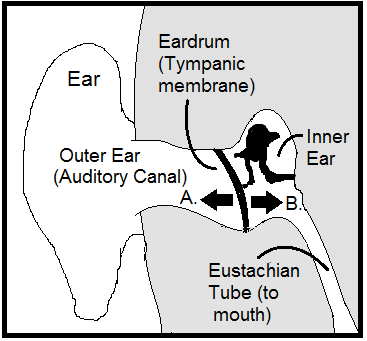 Eardrum
(Tympanic
membrane)
Ear
Inner
Ear
Outer Ear
(Auditory Canal)
A.
B.
Eustachian
Tube (to
mouth)